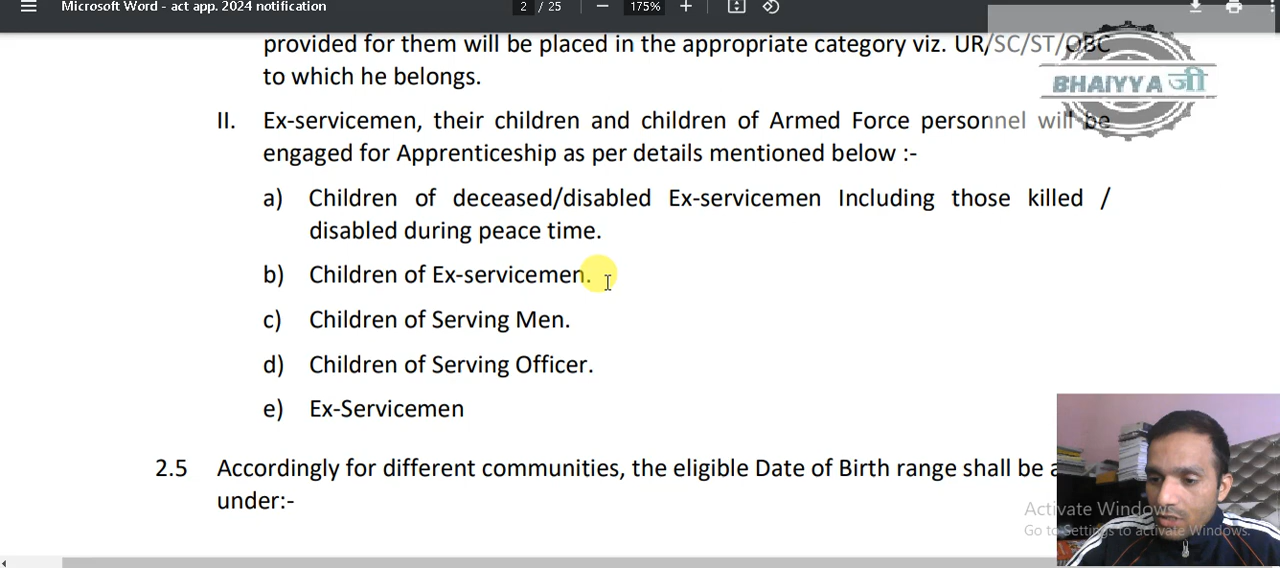 Microsoft Word - act app. 2024 notification 2 / 25 175%
provided for them will be placed in the appropriate category viz. UR/SC/ST/OBC
to which he belongs.
BHAIYYA जी
II. Ex-servicemen, their children and children of Armed Force personnel will be
engaged for Apprenticeship as per details mentioned below :-
a) Children of deceased/disabled Ex-servicemen Including those killed /
disabled during peace time.
b) Children of Ex-servicemen.
c) Children of Serving Men.
d) Children of Serving Officer.
e) Ex-Servicemen
2.5 Accordingly for different communities, the eligible Date of Birth range shall be
under:-
Activate Windows
Go to Settings to activate Windows.